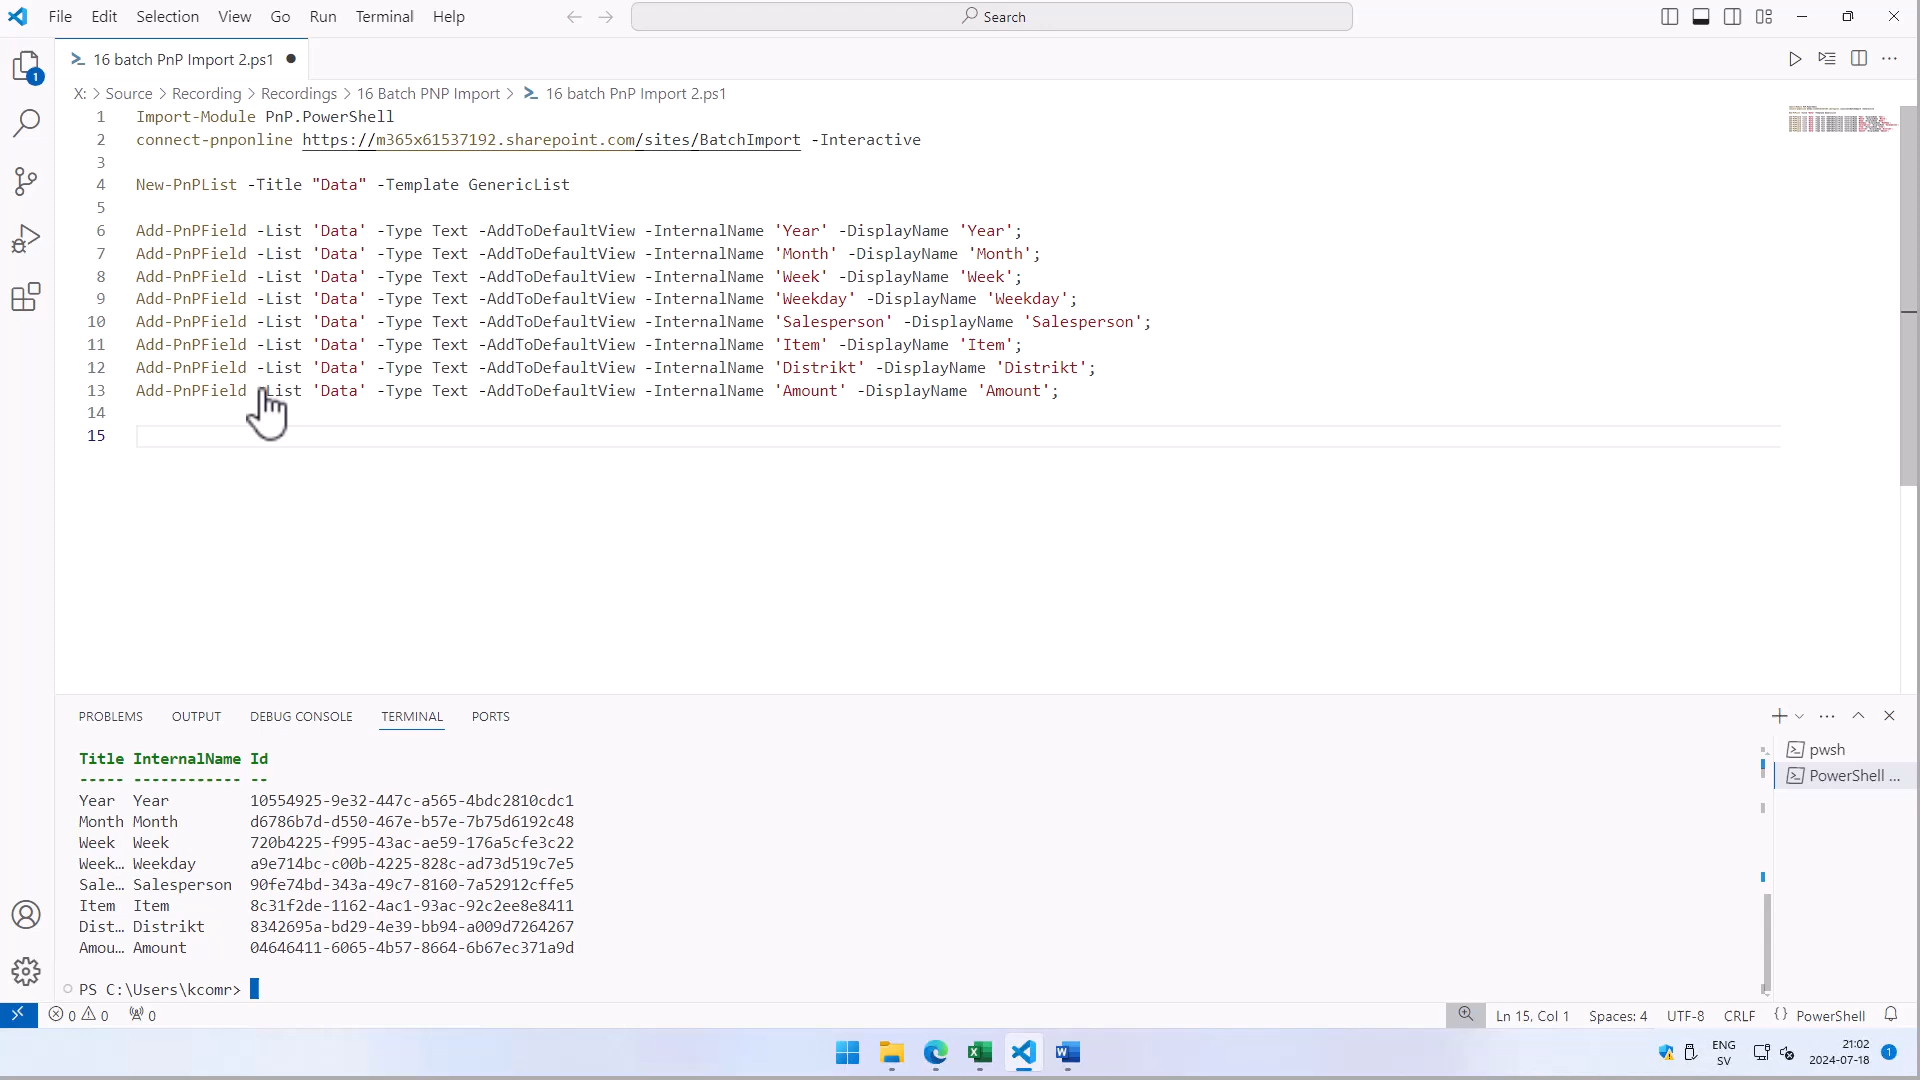 File Edit Selection View Go Run Terminal Help
Search
16 batch PnP Import 2.ps1
1
X: > Source > Recording > Recordings > 16 Batch PNP Import > 16 batch PnP Import 2.ps1
1 Import-Module PnP.PowerShell
2 connect-pnponline https://m365x61537192.sharepoint.com/sites/BatchImport -Interactive
3
4 New-PnPList -Title "Data" -Template GenericList
5
6 Add-PnPField -List 'Data' -Type Text -AddToDefaultView -InternalName 'Year' -DisplayName 'Year';
7 Add-PnPField -List 'Data' -Type Text -AddToDefaultView -InternalName 'Month' -DisplayName 'Month';
8 Add-PnPField -List 'Data' -Type Text -AddToDefaultView -InternalName 'Week' -DisplayName 'Week';
9 Add-PnPField -List 'Data' -Type Text -AddToDefaultView -InternalName 'Weekday' -DisplayName 'Weekday';
10 Add-PnPField -List 'Data' -Type Text -AddToDefaultView -InternalName 'Salesperson' -DisplayName 'Salesperson';
11 Add-PnPField -List 'Data' -Type Text -AddToDefaultView -InternalName 'Item' -DisplayName 'Item';
12 Add-PnPField -List 'Data' -Type Text -AddToDefaultView -InternalName 'Distrikt' -DisplayName 'Distrikt';
13 Add-PnPField -List 'Data' -Type Text -AddToDefaultView -InternalName 'Amount' -DisplayName 'Amount';
14
15
PROBLEMS OUTPUT DEBUG CONSOLE TERMINAL PORTS
Title InternalName Id
----- ------------ --
Year Year 10554925-9e32-447c-a565-4bdc2810cdc1
Month Month d6786b7d-d550-467e-b57e-7b75d6192c48
Week Week 720b4225-f995-43ac-ae59-176a5cfe3c22
Week… Weekday a9e714bc-c00b-4225-828c-ad73d519c7e5
Sale… Salesperson 90fe74bd-343a-49c7-8160-7a52912cffe5
Item Item 8c31f2de-1162-4ac1-93ac-92c2ee8e8411
Dist… Distrikt 8342695a-bd29-4e39-bb94-a009d7264267
Amou… Amount 04646411-6065-4b57-8664-6b67ec371a9d
PS C:\Users\kcomr>
pwsh
PowerShell ...
0 0 0
Ln 15, Col 1 Spaces: 4 UTF-8 CRLF {} PowerShell
ENG
SV
21:02
2024-07-18
1